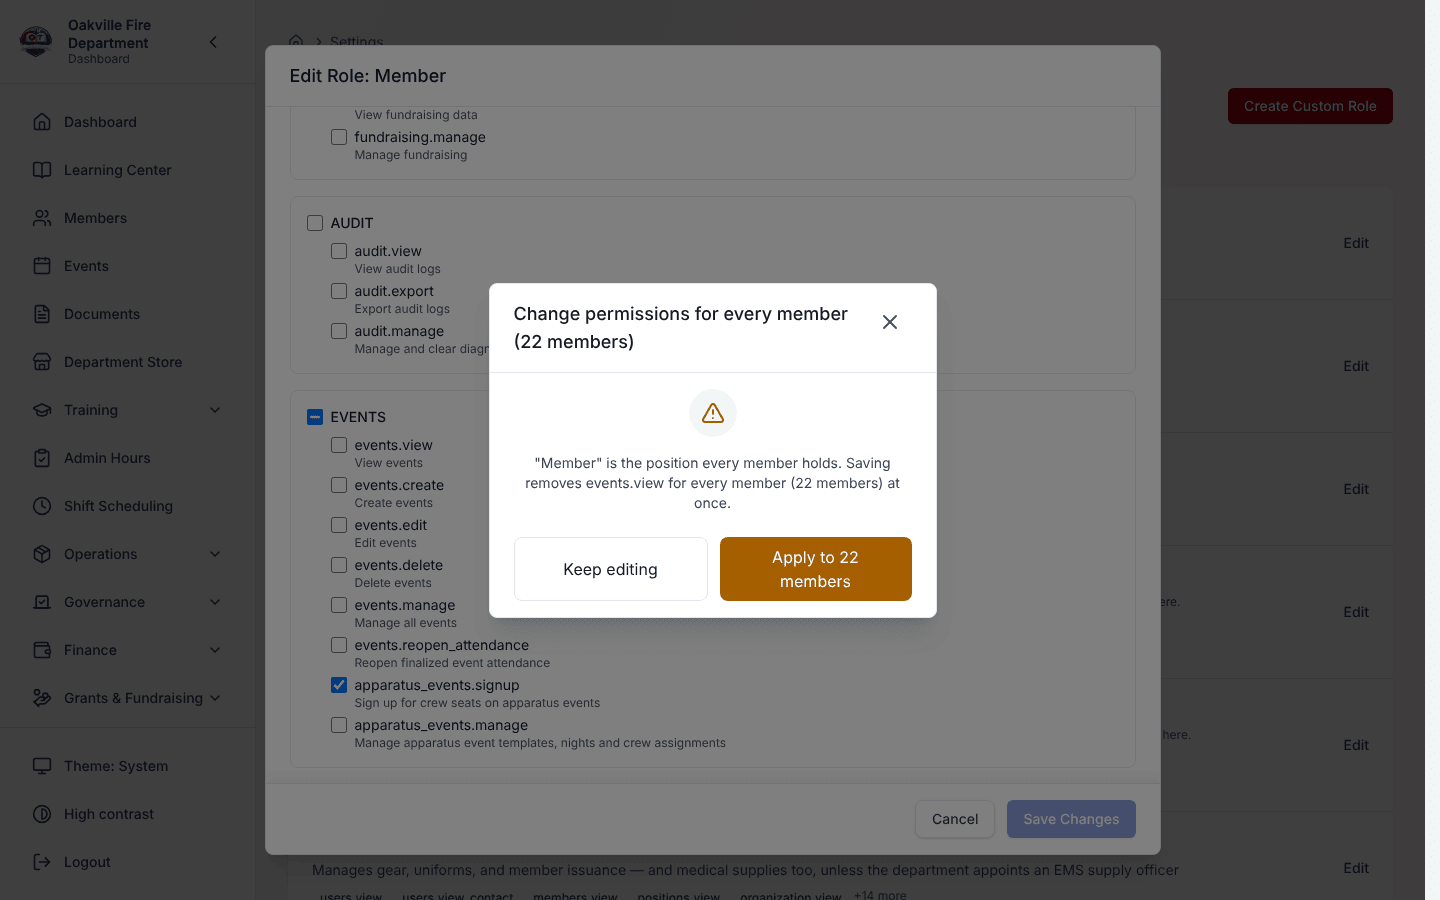 Oakville Fire
Department
Dashboard
Dashboard
Learning Center
Members
Events
Documents
Department Store
Training
Admin Hours
Shift Scheduling
Operations
Governance
Finance
Grants & Fundraising
Theme: System
High contrast
Logout
Settings
Create Custom Role
Edit Role: Member
View fundraising data
fundraising.manage
Manage fundraising
AUDIT
audit.view
View audit logs
audit.export
Export audit logs
audit.manage
Manage and clear diagn
EVENTS
events.view
View events
events.create
Create events
events.edit
Edit events
events.delete
Delete events
events.manage
Manage all events
events.reopen_attendance
Reopen finalized event attendance
apparatus_events.signup
Sign up for crew seats on apparatus events
apparatus_events.manage
Manage apparatus event templates, nights and crew assignments
Cancel
Save Changes
Change permissions for every member
(22 members)
"Member" is the position every member holds. Saving
removes events.view for every member (22 members) at
once.
Keep editing
Apply to 22
members
Edit
Edit
Edit
ere.
Edit
here.
Edit
Manages gear, uniforms, and member issuance — and medical supplies too, unless the department appoints an EMS supply officer
Edit
users.view
users.view_contact
members.view
positions.view
organization.view
+14 more